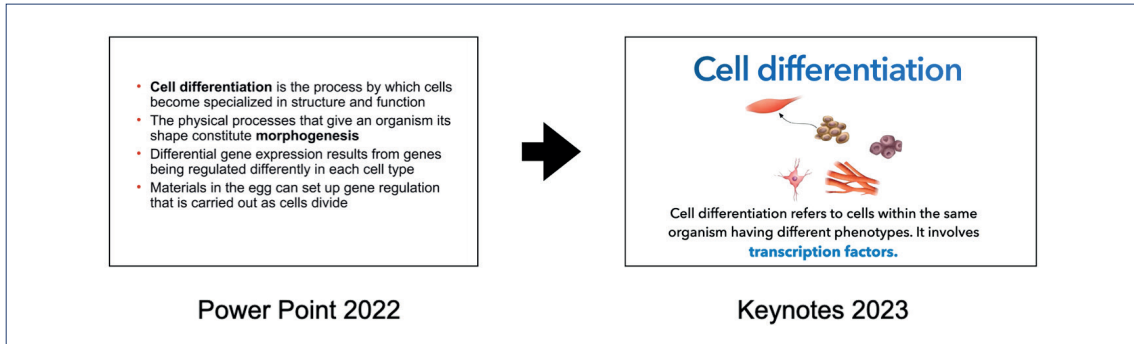 • Cell differentiation is the process by which cells
become specialized in structure and function
• The physical processes that give an organism its
shape constitute morphogenesis
• Differential gene expression results from genes
being regulated differently in each cell type
• Materials in the egg can set up gene regulation
that is carried out as cells divide
Power Point 2022
Cell differentiation
Cell differentiation refers to cells within the same
organism having different phenotypes. It involves
transcription factors.
Keynotes 2023